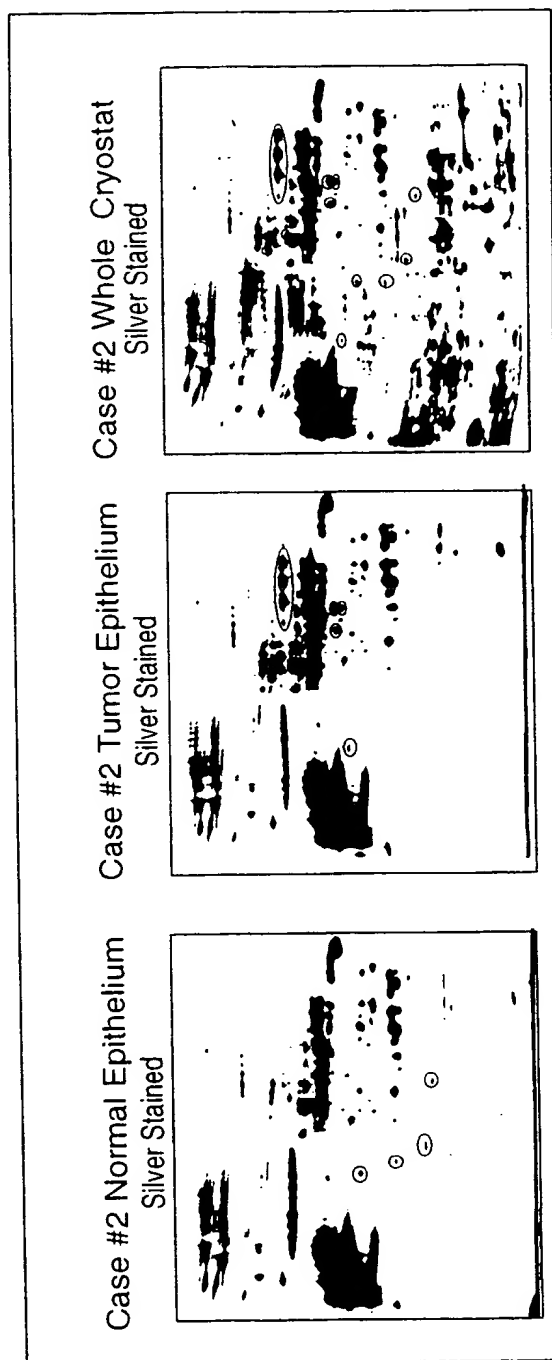 Case #2 Normal Epithelium
Silver Stained
Case #2 Tumor Epithelium
Silver Stained
Case #2 Whole Cryostat
Silver Stained